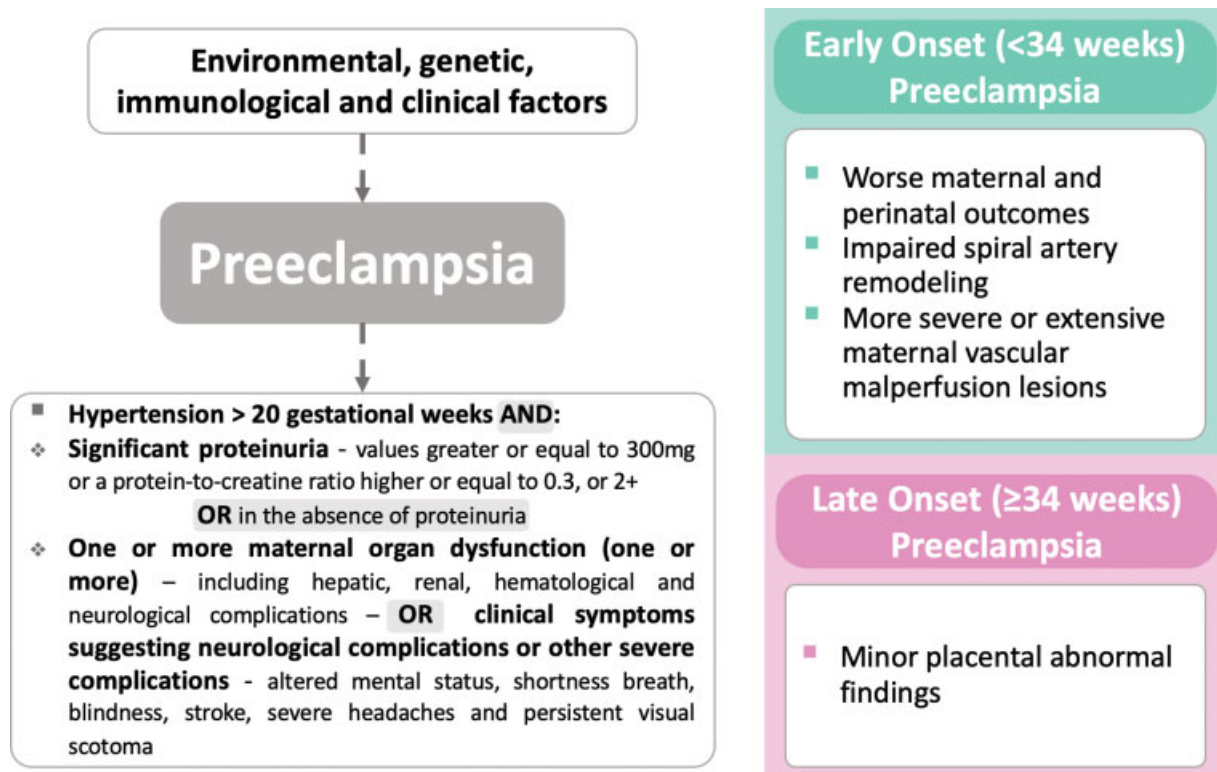 Environmental, genetic,
immunological and clinical factors
Preeclampsia
▪ Hypertension > 20 gestational weeks AND:
❖ Significant proteinuria - values greater or equal to 300mg
or a protein-to-creatine ratio higher or equal to 0.3, or 2+
OR in the absence of proteinuria
❖ One or more maternal organ dysfunction (one or
more) – including hepatic, renal, hematological and
neurological complications – OR clinical symptoms
suggesting neurological complications or other severe
complications - altered mental status, shortness breath,
blindness, stroke, severe headaches and persistent visual
scotoma
Early Onset (<34 weeks)
Preeclampsia
▪ Worse maternal and
perinatal outcomes
▪ Impaired spiral artery
remodeling
▪ More severe or extensive
maternal vascular
malperfusion lesions
Late Onset (≥34 weeks)
Preeclampsia
▪ Minor placental abnormal
findings